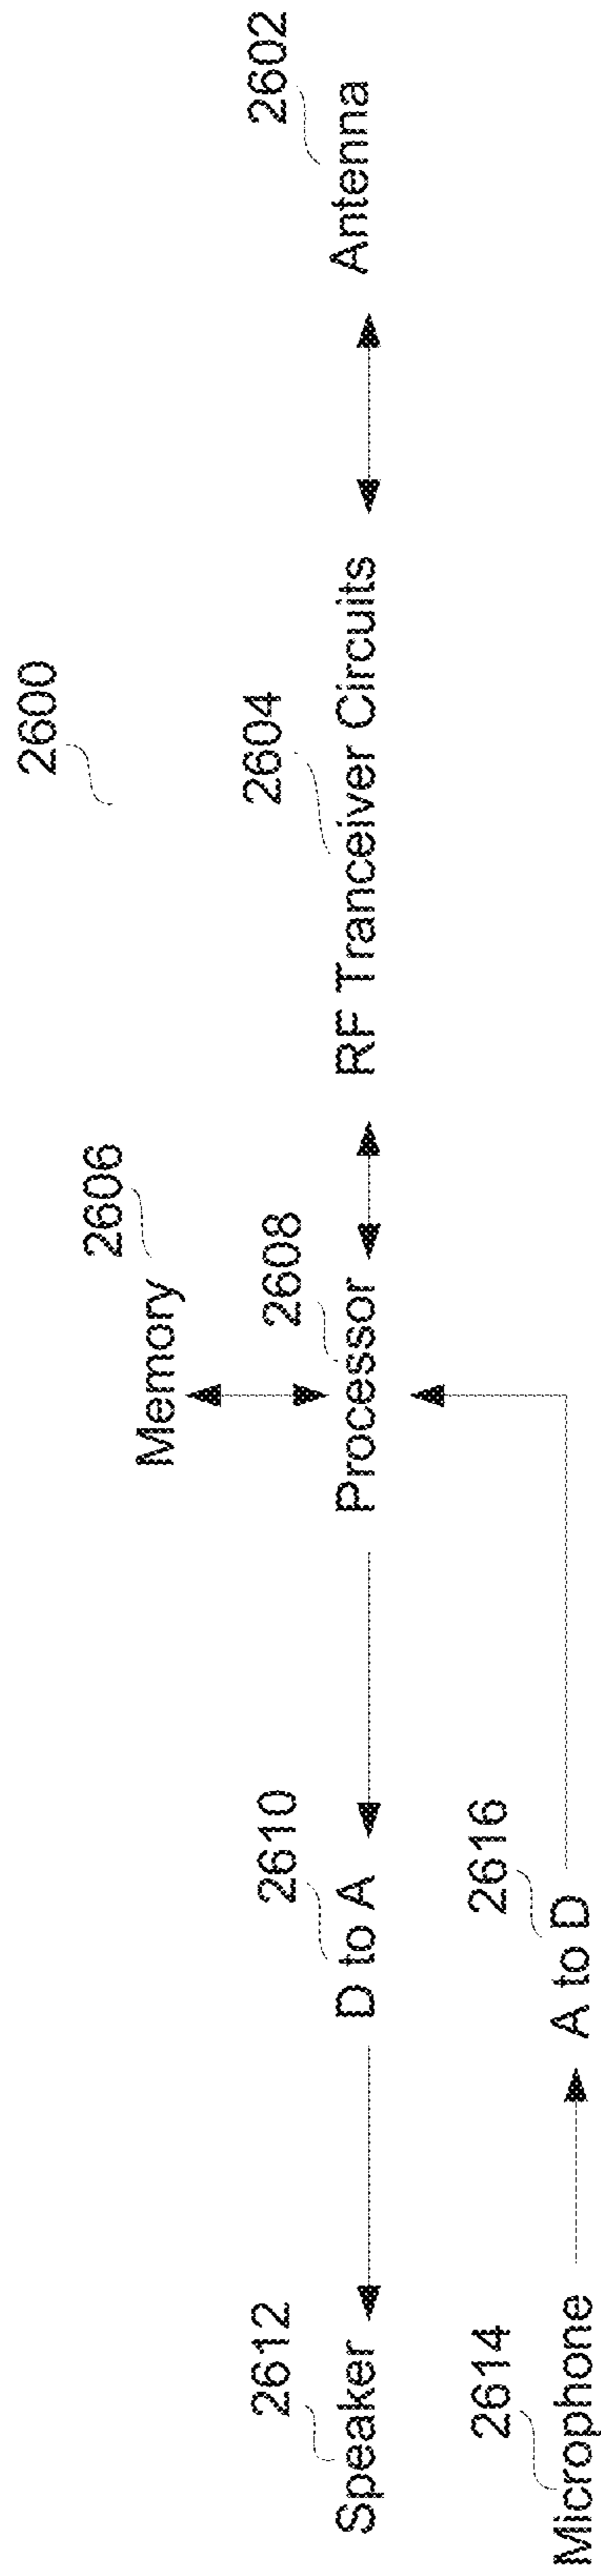 2600
2606
Memory
2612
2610
2608
2604
2602
Speaker
D to A
Processor
RF Tranceiver Circuits
Antenna
2614
2616
Microphone
A to D